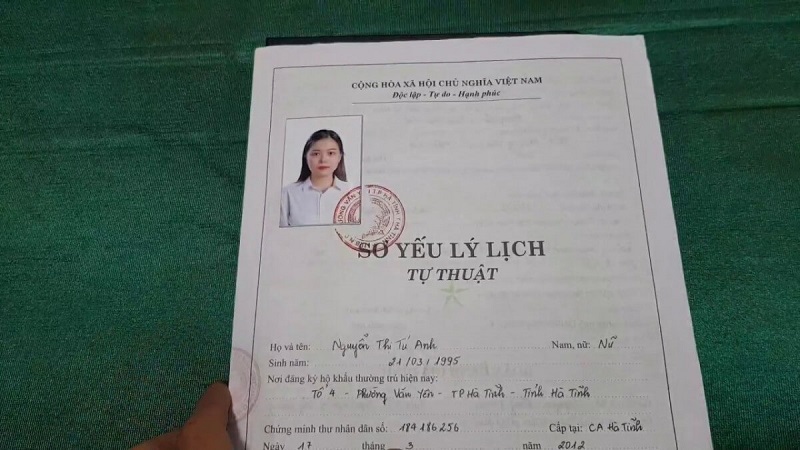 CỘNG HÒA XÃ HỘI CHỦ NGHĨA VIỆT NAM
Độc lập - Tự do - Hạnh phúc
SƠ YẾU LÝ LỊCH
TỰ THUẬT
Họ và tên: Nguyễn Thị Tú Anh Nam, nữ: Nữ
Sinh năm: 21/03/1995
Nơi đăng ký hộ khẩu thường trú hiện nay:
Tổ 4 - Phường Văn Yên - TP Hà Tĩnh - Tỉnh Hà Tĩnh
Chứng minh thư nhân dân số: 184186256 Cấp tại: CA Hà Tĩnh
Ngày 17 tháng 3 năm 2012